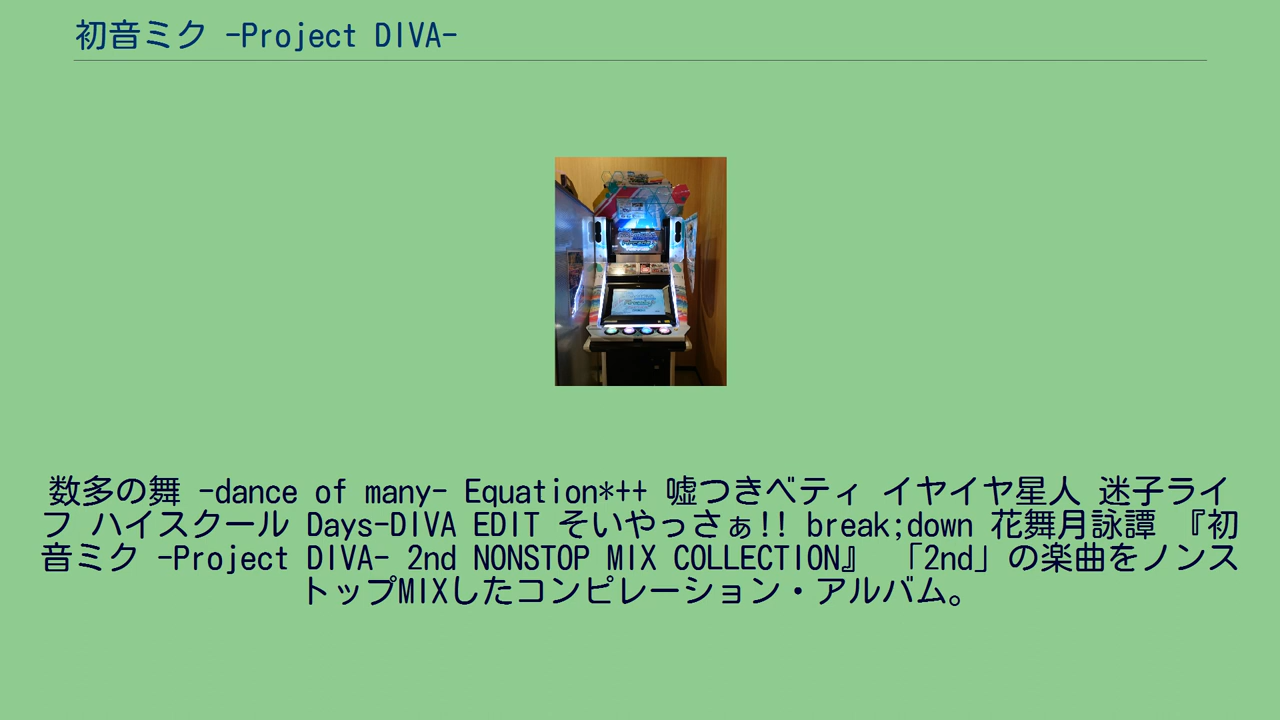 初音ミク -Project DIVA-
数多の舞 -dance of many- Equation*++ 嘘つきベティ イヤイヤ星人 迷子ライ
フ ハイスクール Days-DIVA EDIT そいやっさぁ!! break;down 花舞月詠譚 『初
音ミク -Project DIVA- 2nd NONSTOP MIX COLLECTION』 「2nd」の楽曲をノンス
トップMIXしたコンピレーション・アルバム。